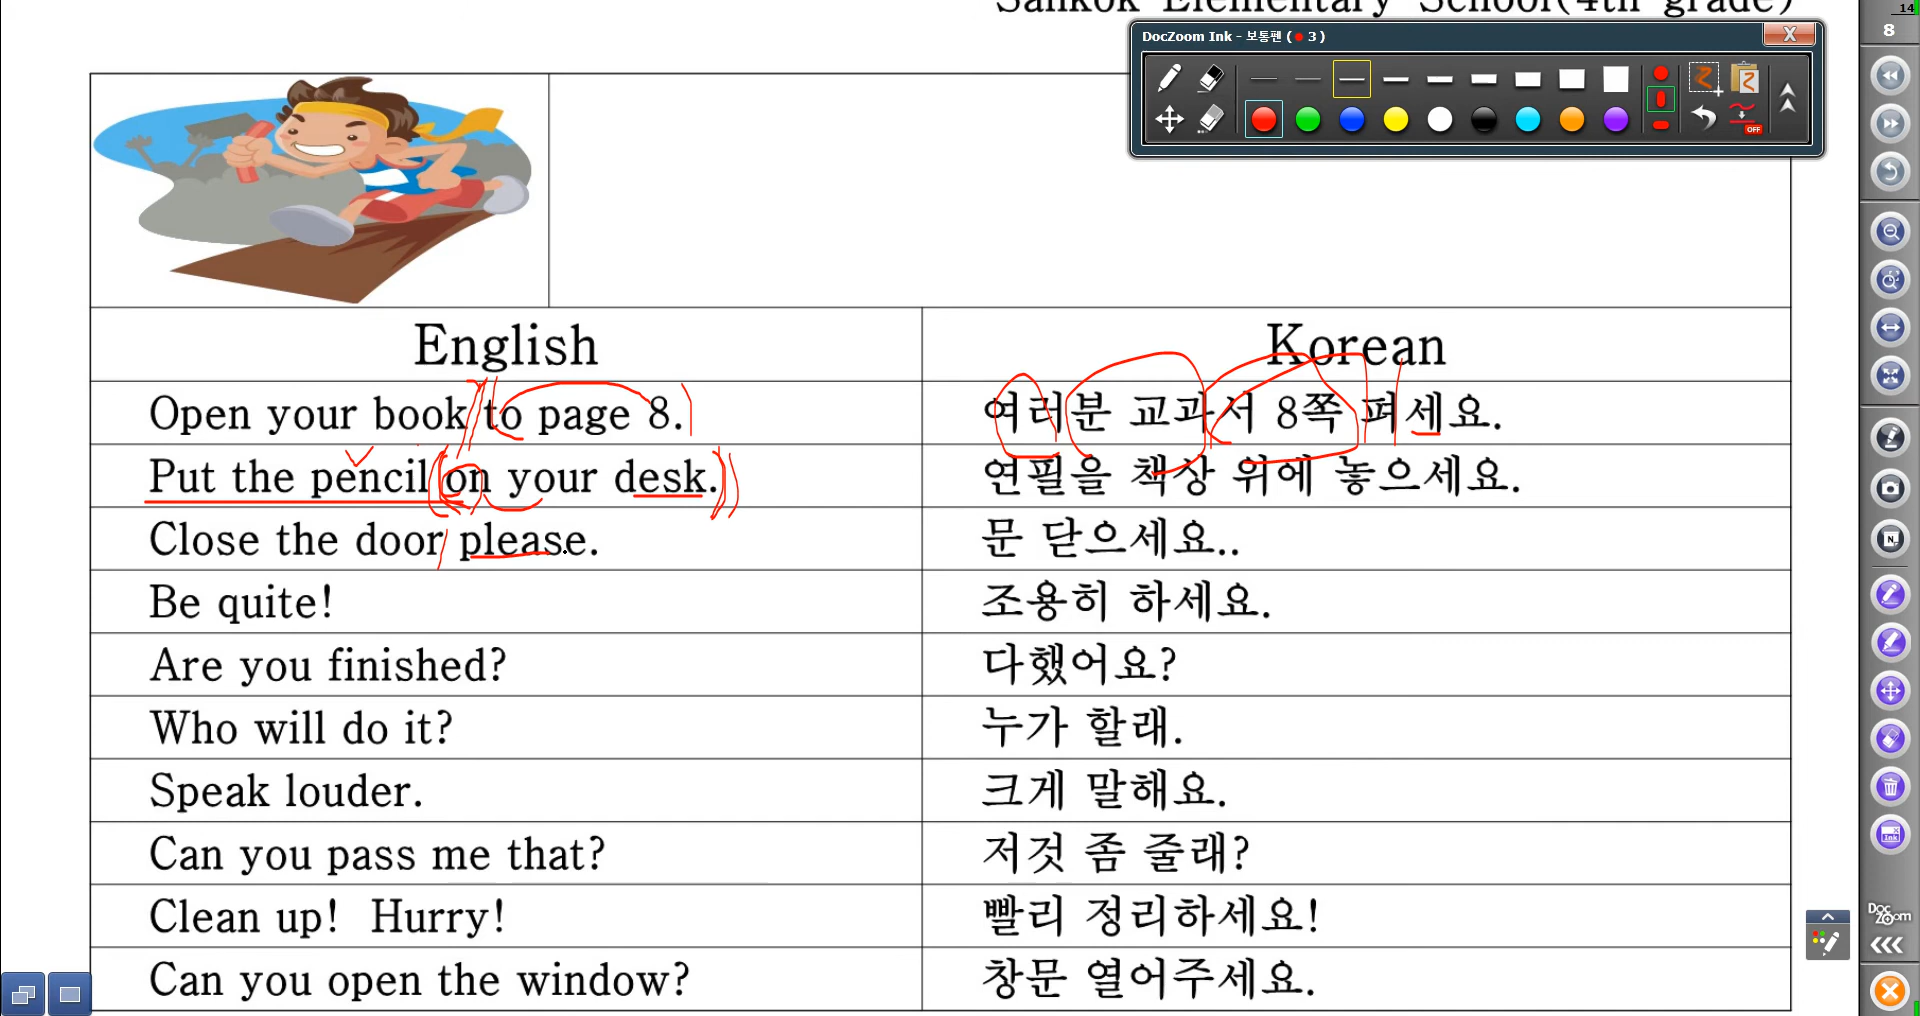 Sankok Elementary School(4th grade)
14
8
DocZoom Ink - 보통펜 ( 3 )
OFF
English Korean
Open your book to page 8. 여러분 교과서 8쪽 펴세요.
Put the pencil on your desk. 연필을 책상 위에 놓으세요.
Close the door please. 문 닫으세요..
Be quite! 조용히 하세요.
Are you finished? 다했어요?
Who will do it? 누가 할래.
Speak louder. 크게 말해요.
Can you pass me that? 저것 좀 줄래?
Clean up! Hurry! 빨리 정리하세요!
Can you open the window? 창문 열어주세요.
N
Ink
Doc
Zoom